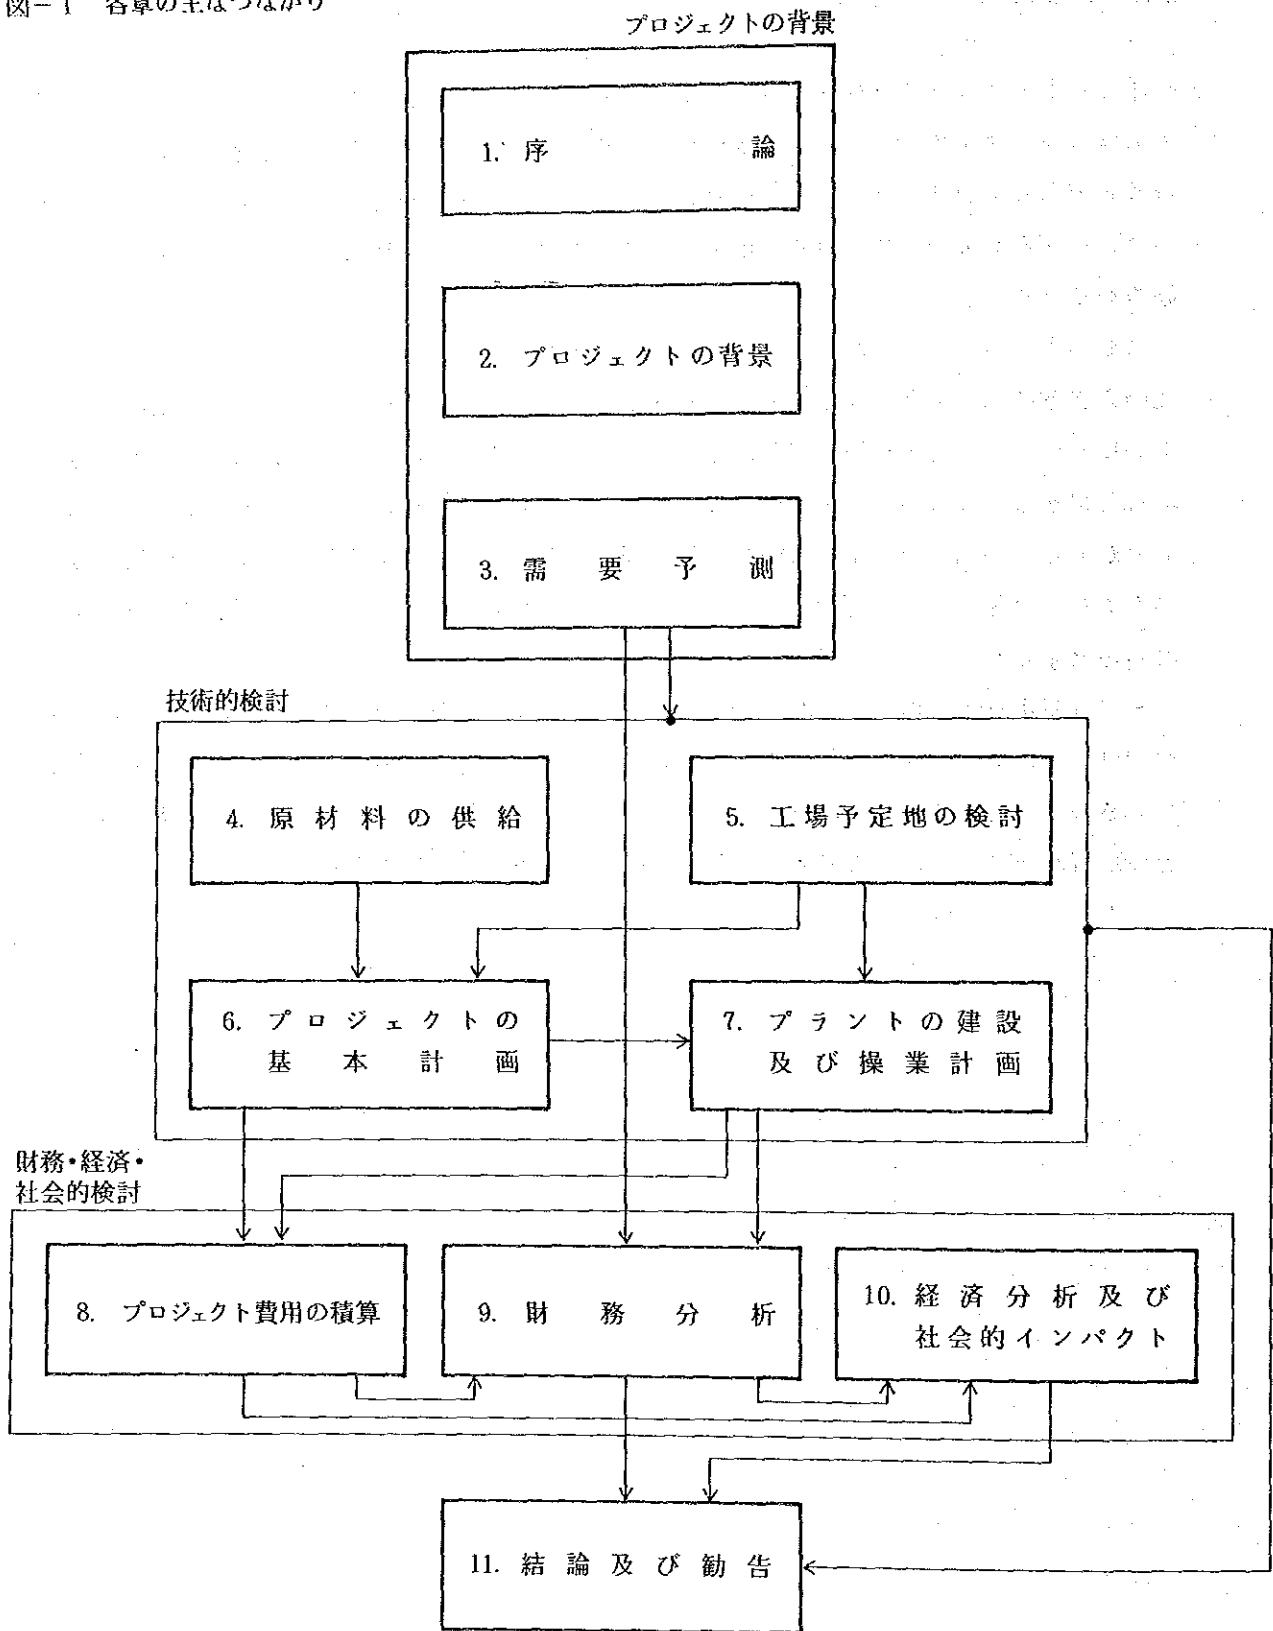 図-1 各章の主なつながり
プロジェクトの背景
1. 序論
2. プロジェクトの背景
3. 需要予測
技術的検討
4. 原材料の供給
5. 工場予定地の検討
6. プロジェクトの
基本計画
7. プラントの建設
及び操業計画
財務・経済・
社会的検討
8. プロジェクト費用の積算
9. 財務分析
10. 経済分析及び
社会的インパクト
11. 結論及び勧告